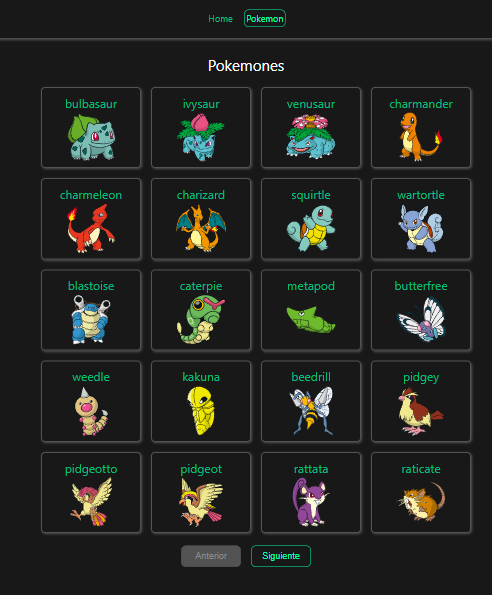 Home Pokemon
Pokemones
bulbasaur ivysaur venusaur charmander
charmeleon charizard squirtle wartortle
blastoise caterpie metapod butterfree
weedle kakuna beedrill pidgey
pidgeotto pidgeot rattata raticate
Anterior Siguiente